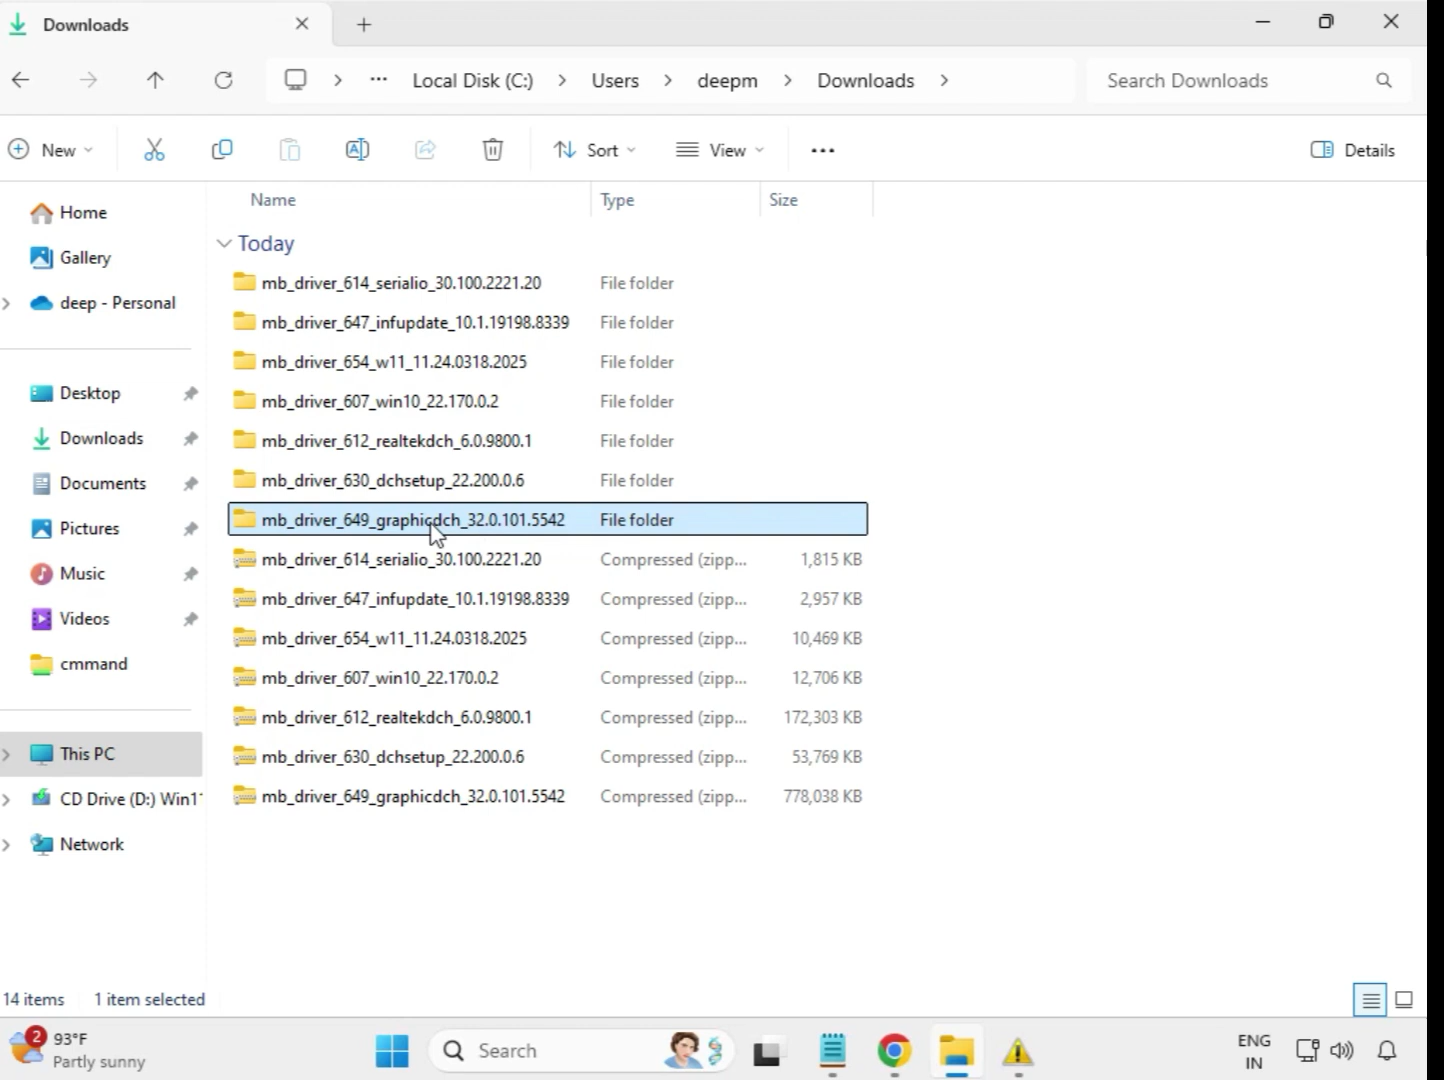 Downloads
Local Disk (C:) Users deepm Downloads
Search Downloads
New
Sort
View
Details
Name Type Size
Home
Gallery
deep - Personal
Desktop
Downloads
Documents
Pictures
Music
Videos
cmmand
This PC
CD Drive (D:) Win1
Network
Today
mb_driver_614_serialio_30.100.2221.20 File folder
mb_driver_647_infupdate_10.1.19198.8339 File folder
mb_driver_654_w11_11.24.0318.2025 File folder
mb_driver_607_win10_22.170.0.2 File folder
mb_driver_612_realtekdch_6.0.9800.1 File folder
mb_driver_630_dchsetup_22.200.0.6 File folder
mb_driver_649_graphicdch_32.0.101.5542 File folder
mb_driver_614_serialio_30.100.2221.20 Compressed (zipp... 1,815 KB
mb_driver_647_infupdate_10.1.19198.8339 Compressed (zipp... 2,957 KB
mb_driver_654_w11_11.24.0318.2025 Compressed (zipp... 10,469 KB
mb_driver_607_win10_22.170.0.2 Compressed (zipp... 12,706 KB
mb_driver_612_realtekdch_6.0.9800.1 Compressed (zipp... 172,303 KB
mb_driver_630_dchsetup_22.200.0.6 Compressed (zipp... 53,769 KB
mb_driver_649_graphicdch_32.0.101.5542 Compressed (zipp... 778,038 KB
14 items 1 item selected
2
93°F
Partly sunny
Search
ENG
IN